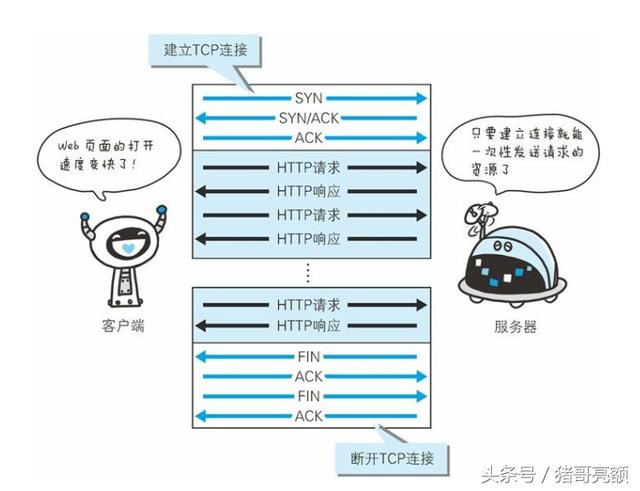 建立TCP连接
SYN
SYN/ACK
ACK
Web 页面的打开
速度变快了!
只要建立连接就能
一次性发送请求的
资源了
HTTP请求
HTTP响应
HTTP请求
HTTP响应
HTTP请求
HTTP响应
客户端
服务器
FIN
ACK
FIN
ACK
断开TCP连接
头条号／猪哥亮额